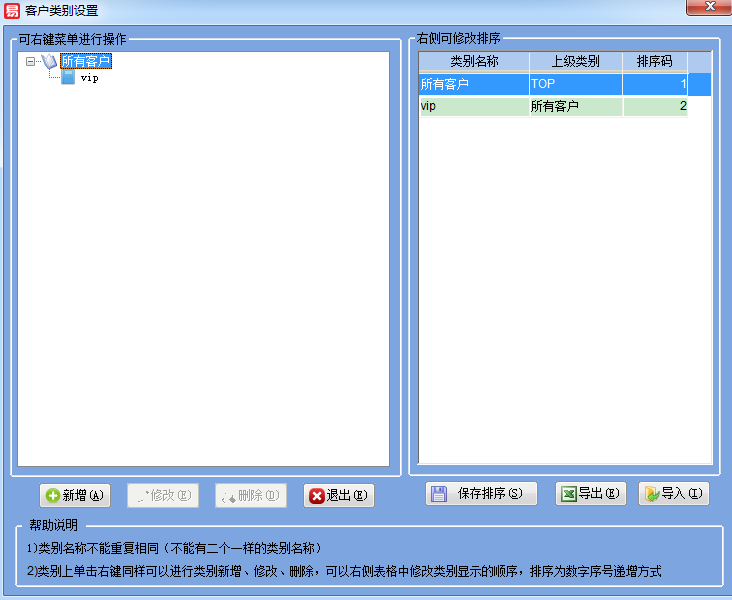 易 客户类别设置
可右键菜单进行操作
所有客户
vip
右侧可修改排序
类别名称 上级类别 排序码
所有客户 TOP 1
vip 所有客户 2
新增(A) 修改(E) 删除(D) 退出(E)
保存排序(S) 导出(E) 导入(I)
帮助说明
1)类别名称不能重复相同(不能有二个一样的类别名称)
2)类别上单击右键同样可以进行类别新增、修改、删除,可以右侧表格中修改类别显示的顺序,排序为数字序号递增方式